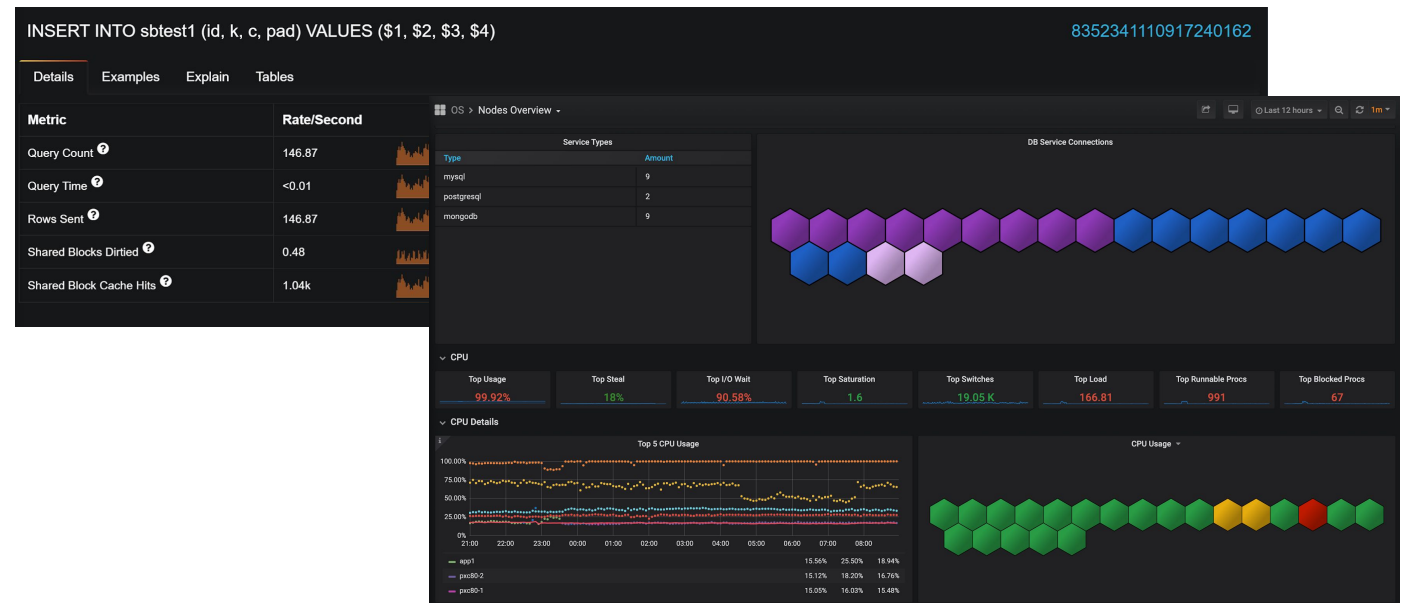 INSERT INTO sbtest1 (id, k, c, pad) VALUES ($1, $2, $3, $4) 8352341110917240162
Details Examples Explain Tables
Metric Rate/Second
Query Count ? 146.87
Query Time ? <0.01
Rows Sent ? 146.87
Shared Blocks Dirtied ? 0.48
Shared Block Cache Hits ? 1.04k
OS > Nodes Overview Last 12 hours 1m
Service Types
Type Amount
mysql 9
postgresql 2
mongodb 9
DB Service Connections
CPU
Top Usage Top Steal Top I/O Wait Top Saturation Top Switches Top Load Top Runnable Procs Top Blocked Procs
99.92% 18% 90.58% 1.6 19.05 K 166.81 991 67
CPU Details
i
Top 5 CPU Usage
100.00%
75.00%
50.00%
25.00%
0%
21:00 22:00 23:00 00:00 01:00 02:00 03:00 04:00 05:00 06:00 07:00 08:00
app1 15.56% 25.50% 18.94%
pxc80-2 15.12% 18.20% 16.76%
pxc80-1 15.05% 16.03% 15.48%
CPU Usage